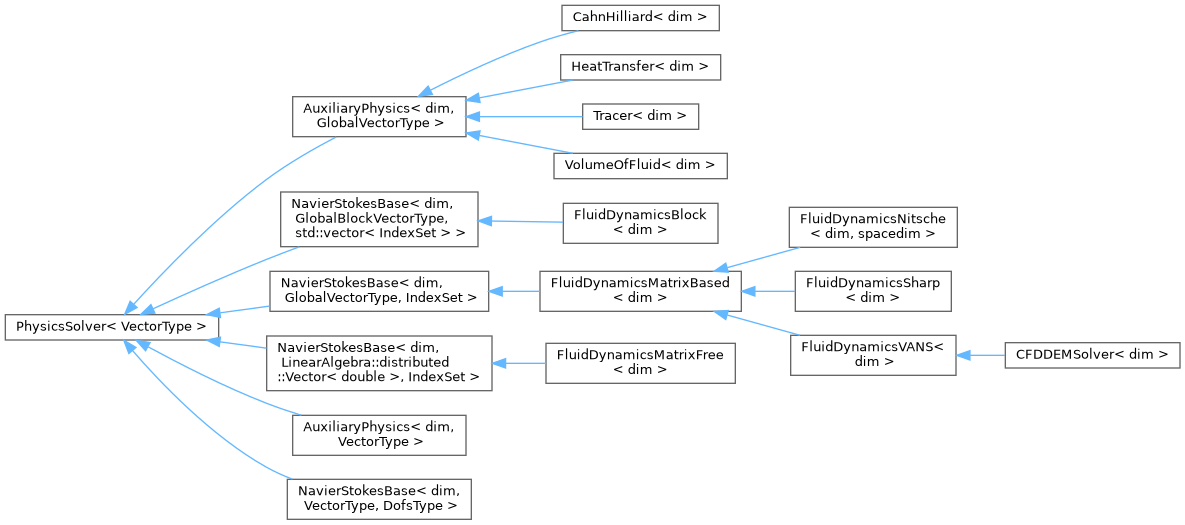 CahnHilliard< dim >
HeatTransfer< dim >
AuxiliaryPhysics< dim,
GlobalVectorType >
Tracer< dim >
VolumeOfFluid< dim >
NavierStokesBase< dim,
GlobalBlockVectorType,
std::vector< IndexSet > >
FluidDynamicsBlock
< dim >
FluidDynamicsNitsche
< dim, spacedim >
NavierStokesBase< dim,
GlobalVectorType, IndexSet >
FluidDynamicsMatrixBased
< dim >
FluidDynamicsSharp
< dim >
PhysicsSolver< VectorType >
NavierStokesBase< dim,
LinearAlgebra::distributed
::Vector< double >, IndexSet >
FluidDynamicsMatrixFree
< dim >
FluidDynamicsVANS<
dim >
CFDDEMSolver< dim >
AuxiliaryPhysics< dim,
VectorType >
NavierStokesBase< dim,
VectorType, DofsType >